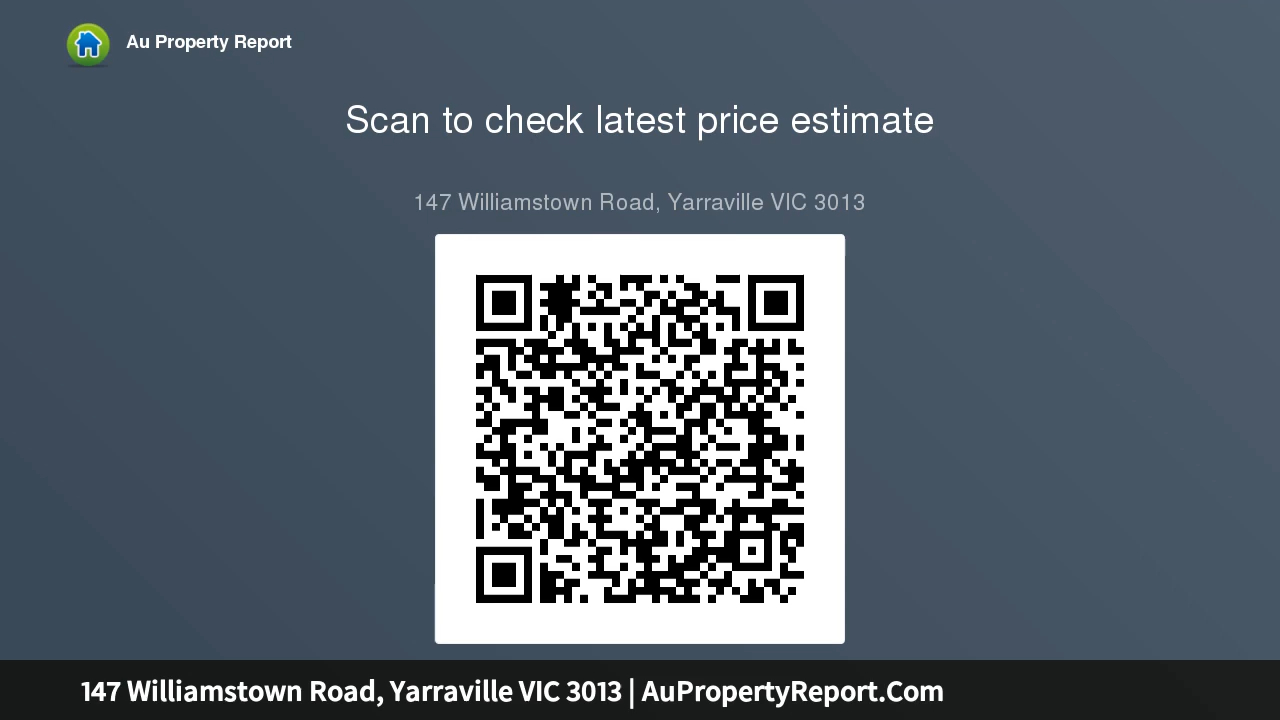 Au Property Report
Scan to check latest price estimate
147 Williamstown Road, Yarraville VIC 3013
147 Williamstown Road, Yarraville VIC 3013 | AuPropertyReport.Com